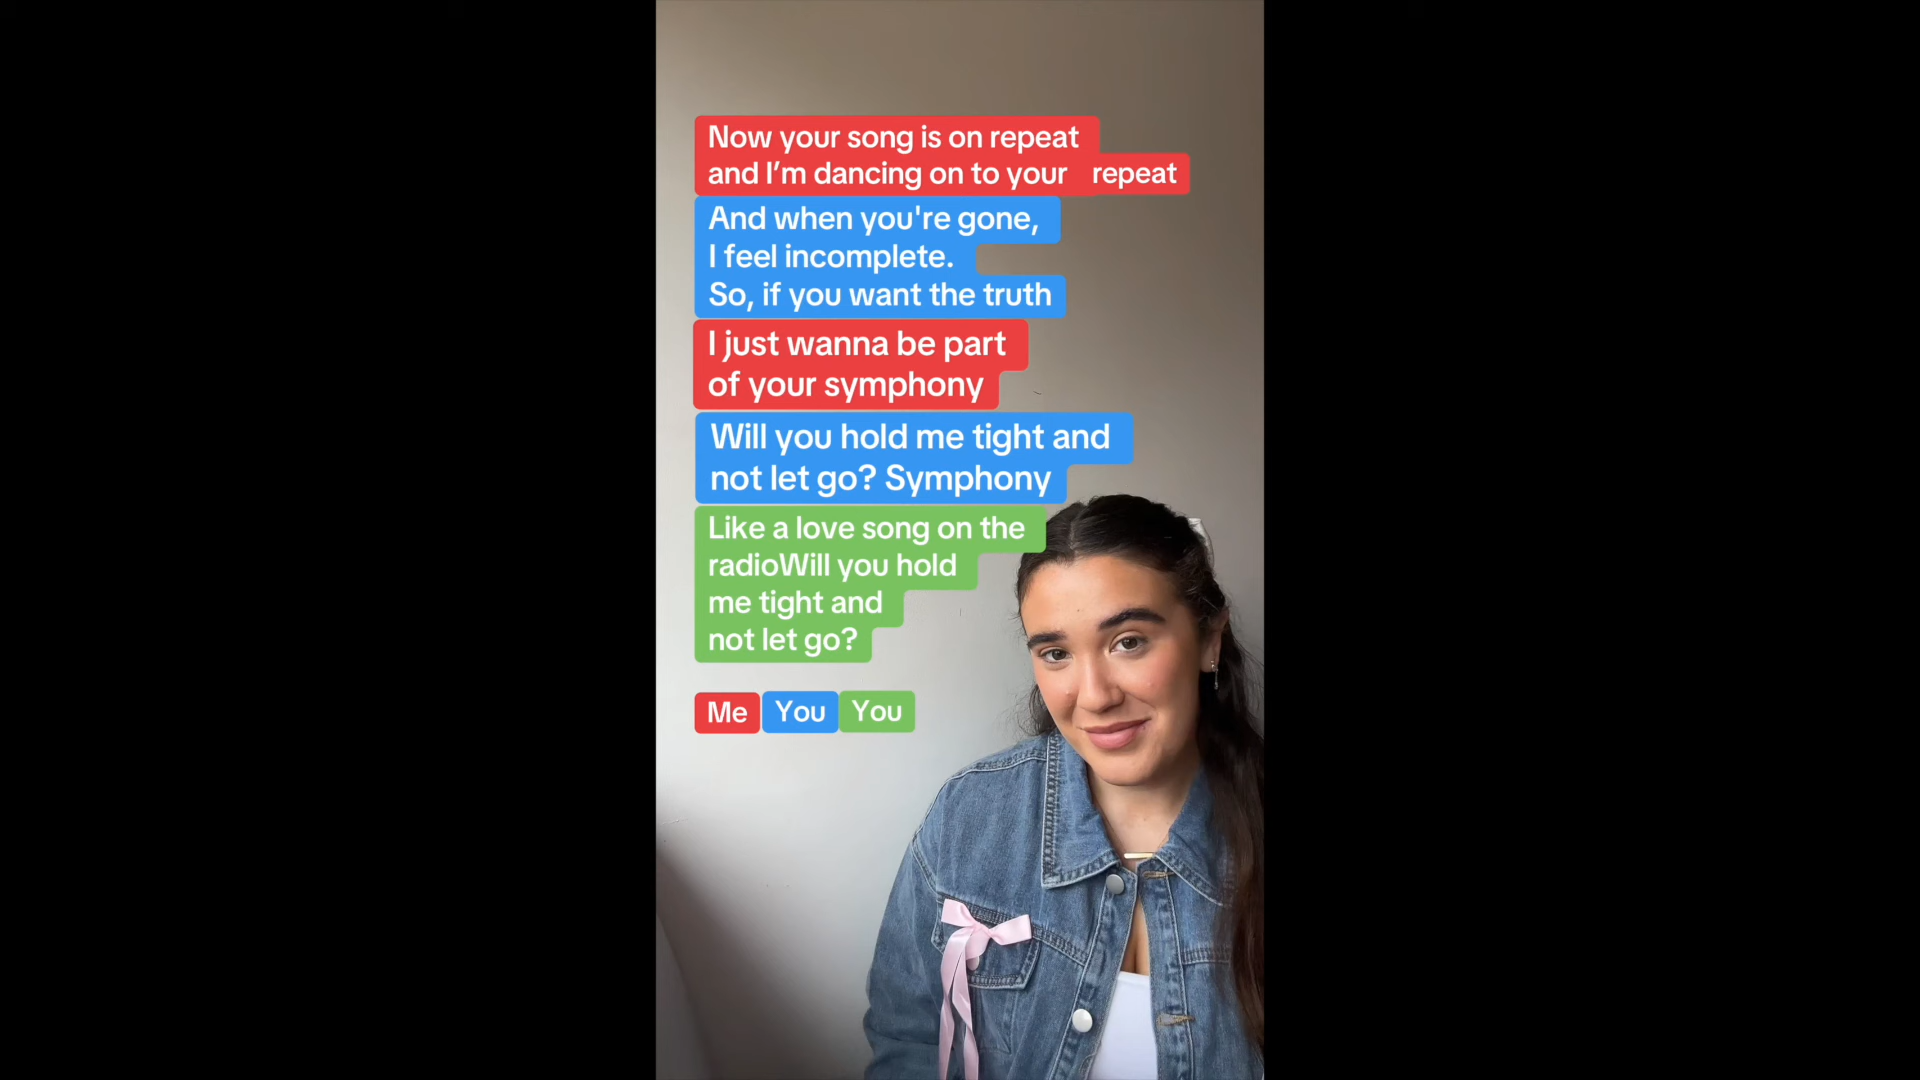 Now your song is on repeat
and I’m dancing on to your repeat
And when you're gone,
I feel incomplete.
So, if you want the truth
I just wanna be part
of your symphony
Will you hold me tight and
not let go? Symphony
Like a love song on the
radioWill you hold
me tight and
not let go?
Me You You